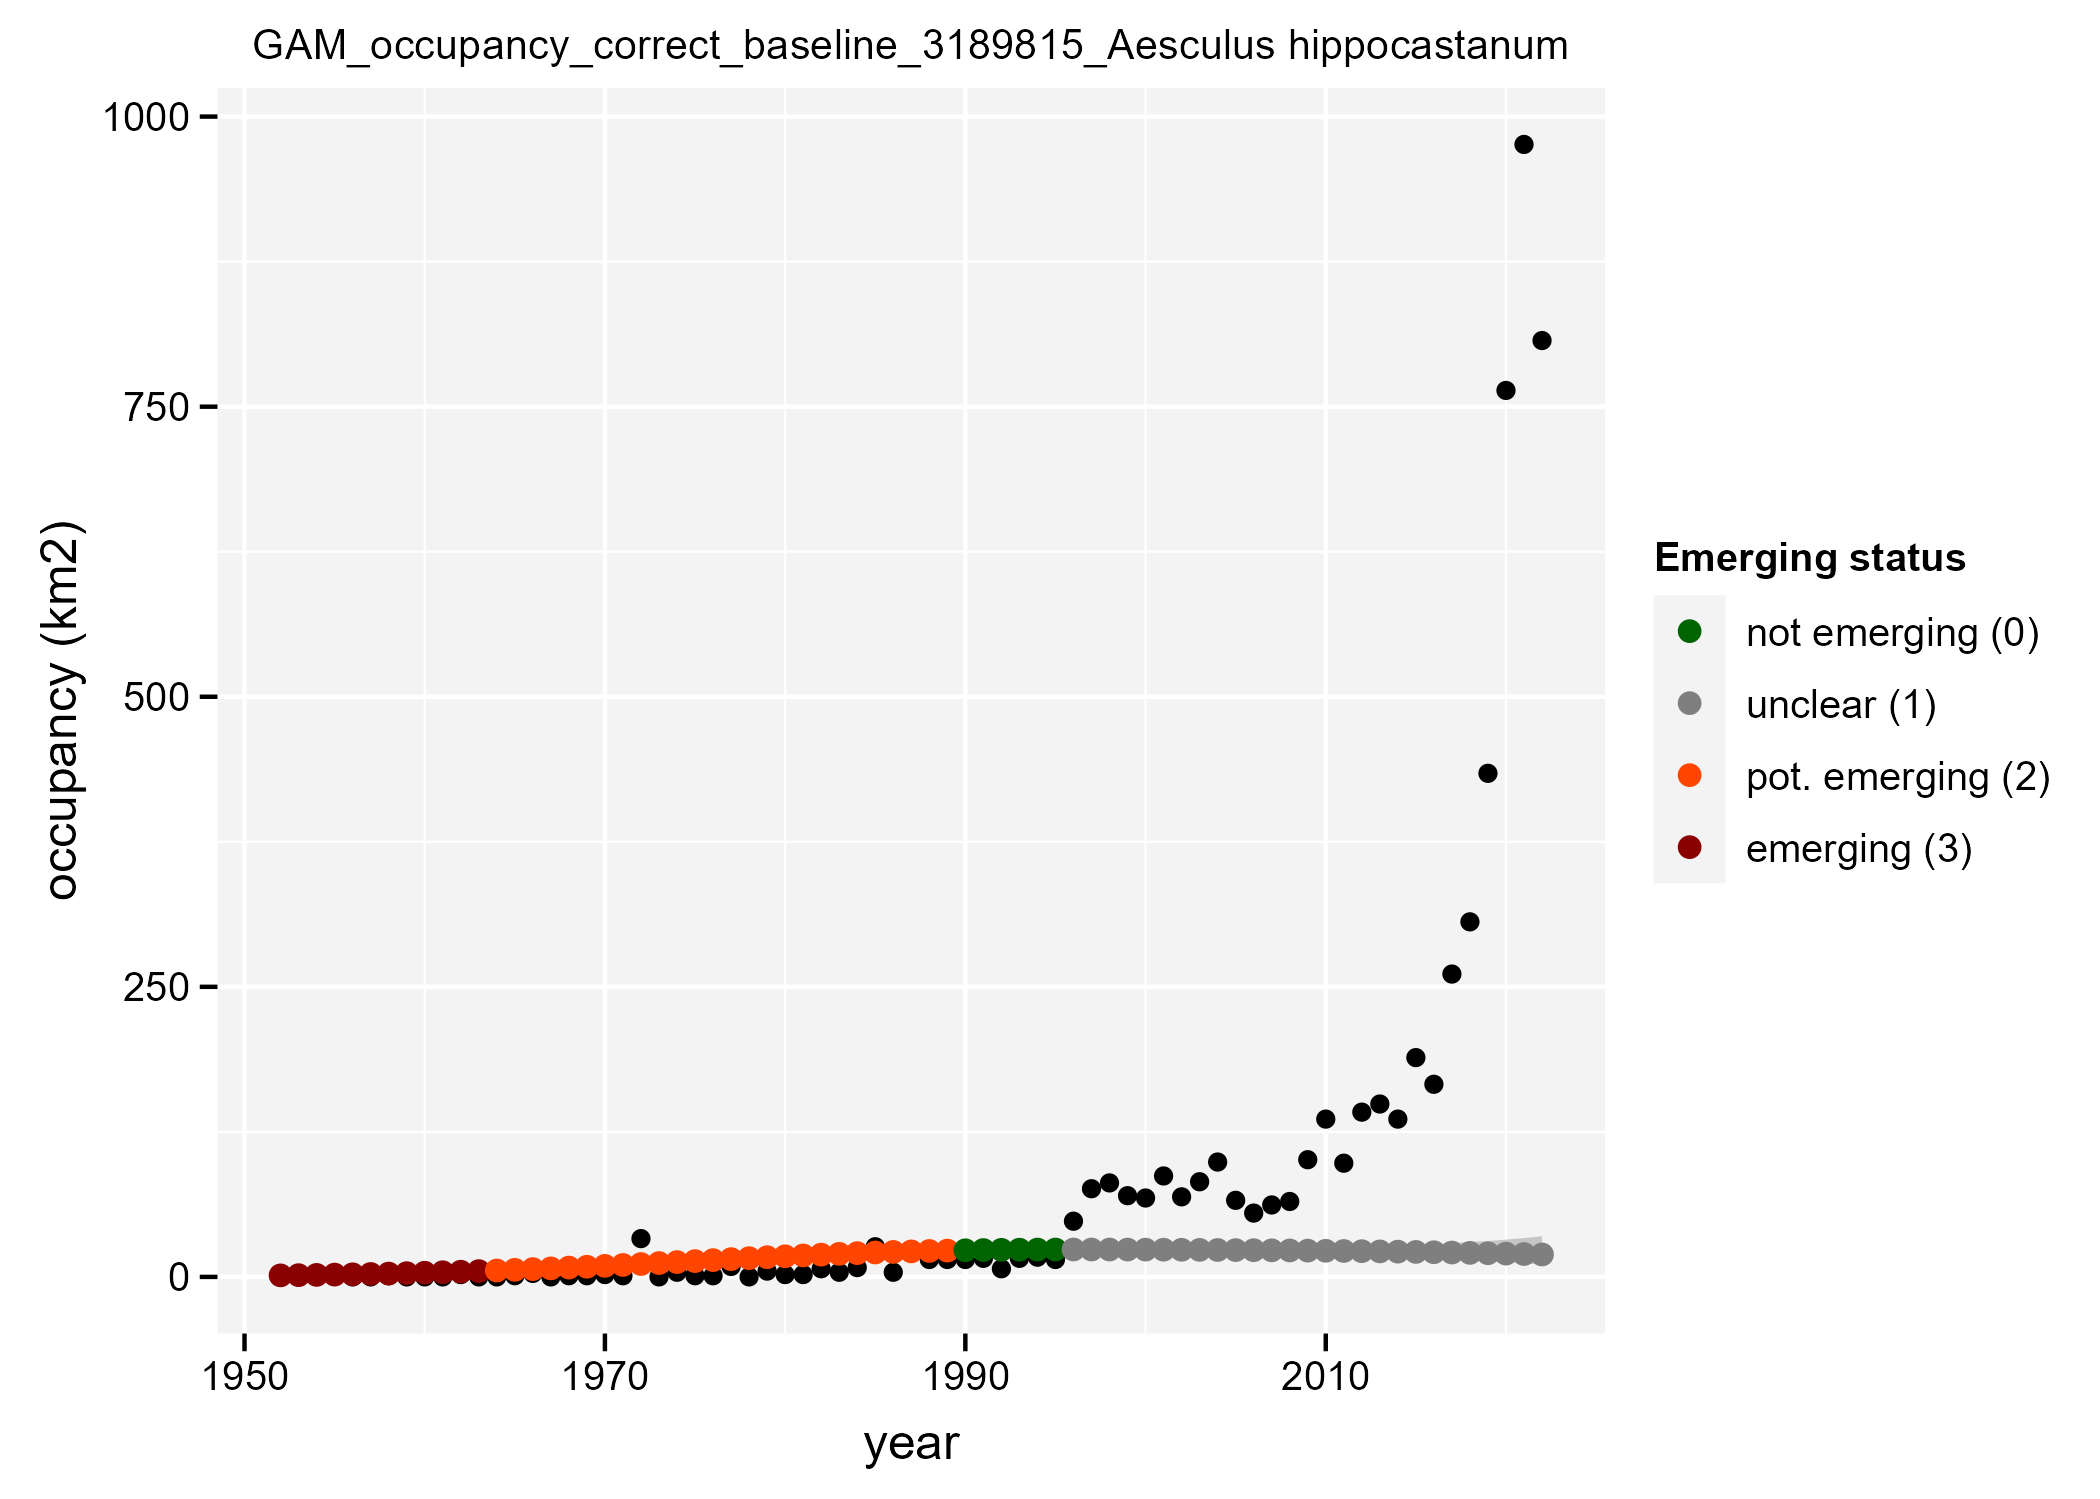 GAM_occupancy_correct_baseline_3189815_Aesculus hippocastanum
1000
750
500
250
0
occupancy (km2)
1950 1970 1990 2010
year
Emerging status
not emerging (0)
unclear (1)
pot. emerging (2)
emerging (3)